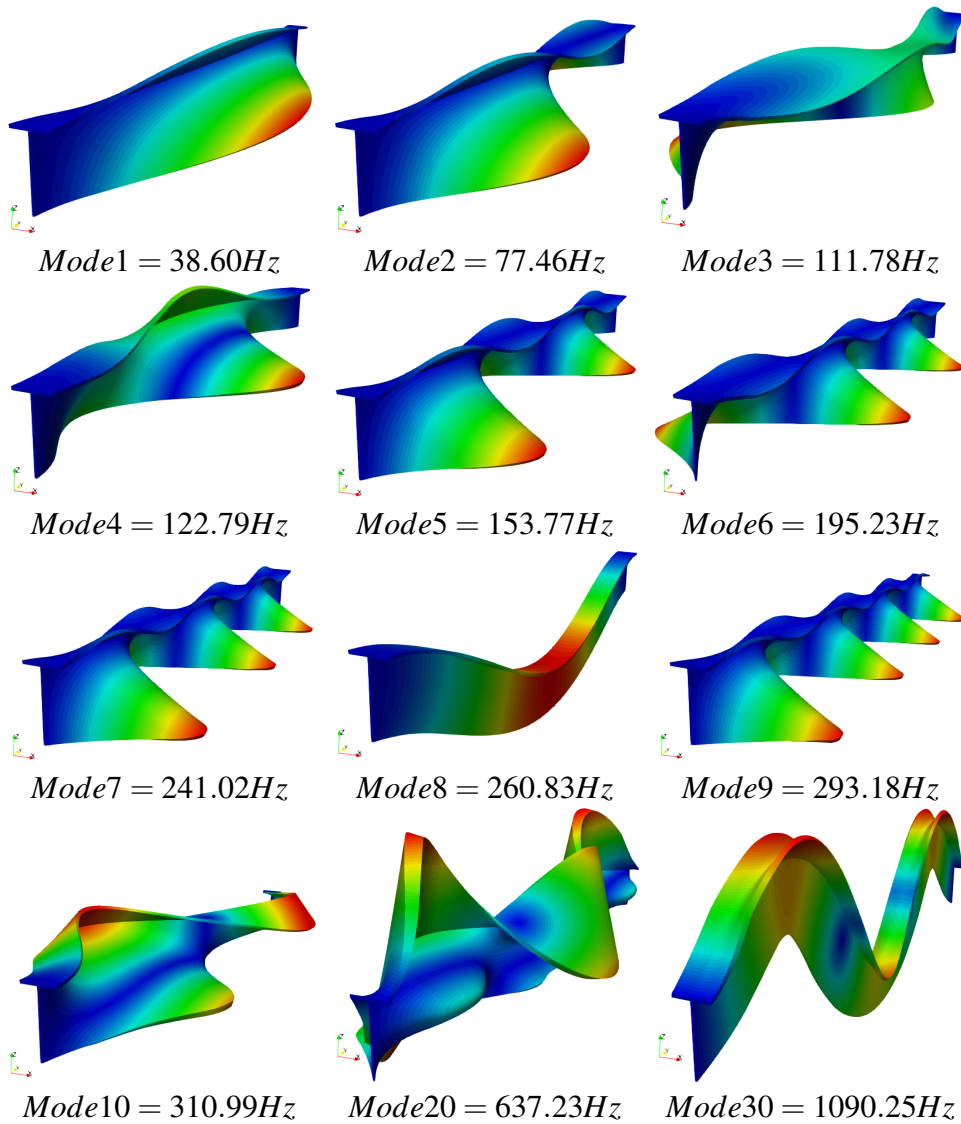 Mode1 = 38.60Hz
Mode2 = 77.46Hz
Mode3 = 111.78Hz
Mode4 = 122.79Hz
Mode5 = 153.77Hz
Mode6 = 195.23Hz
Mode7 = 241.02Hz
Mode8 = 260.83Hz
Mode9 = 293.18Hz
Mode10 = 310.99Hz
Mode20 = 637.23Hz
Mode30 = 1090.25Hz